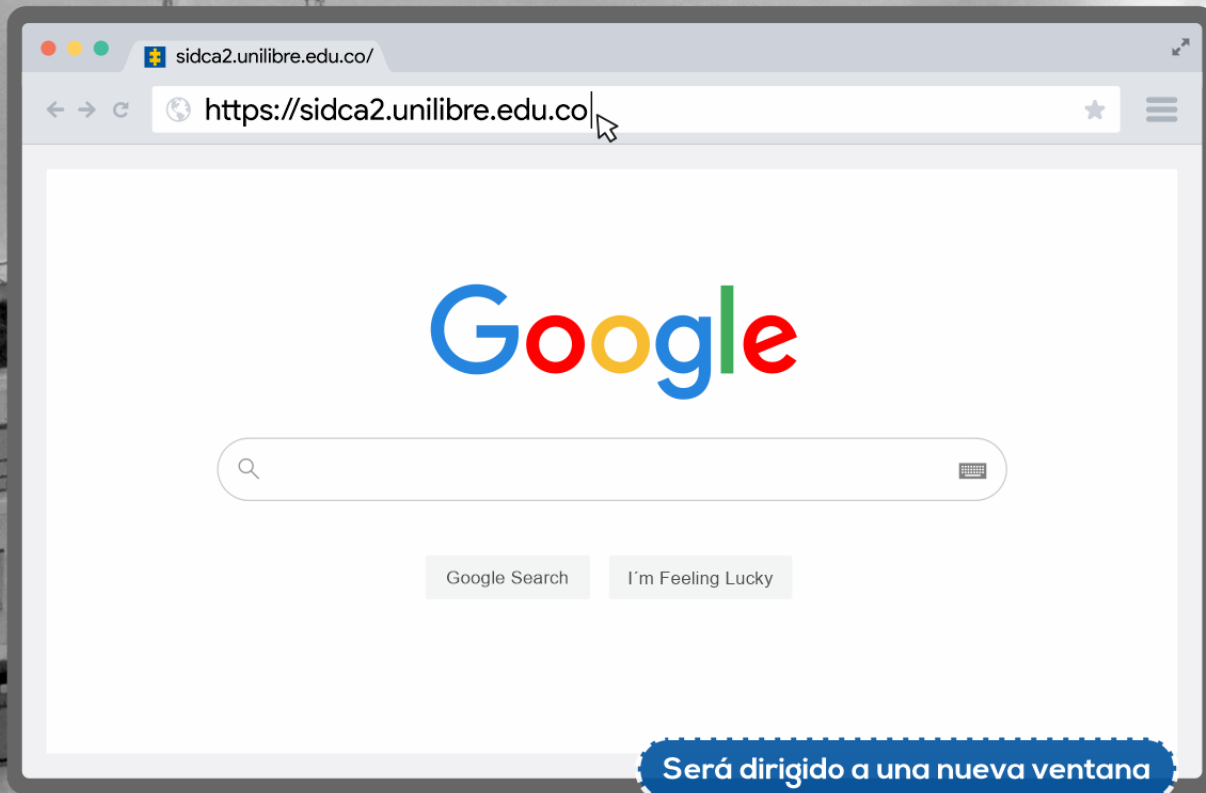 sidca2.unilibre.edu.co/
https://sidca2.unilibre.edu.co
Google
Google Search
I´m Feeling Lucky
Será dirigido a una nueva ventana